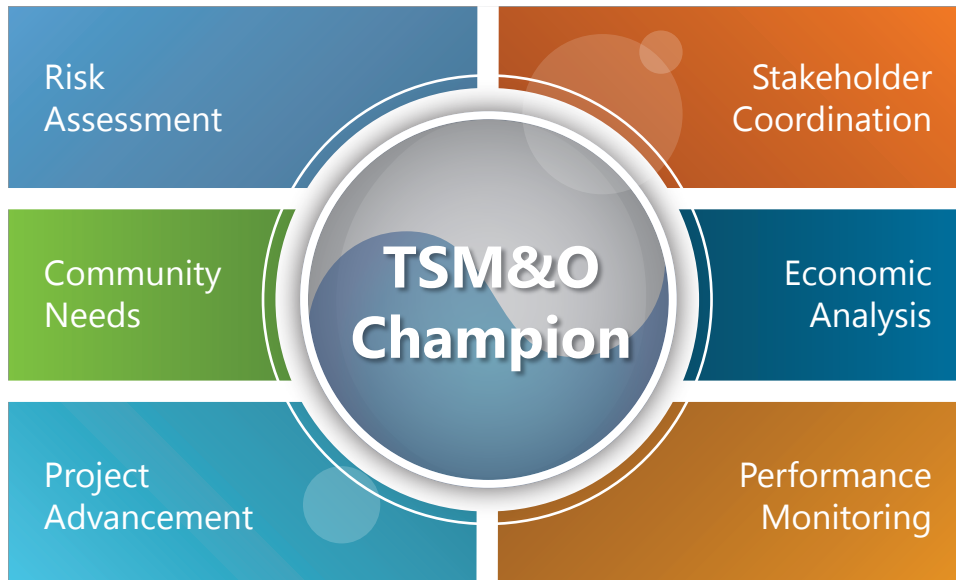 Risk
Assessment
Stakeholder
Coordination
Community
Needs
TSM&O
Champion
Economic
Analysis
Project
Advancement
Performance
Monitoring